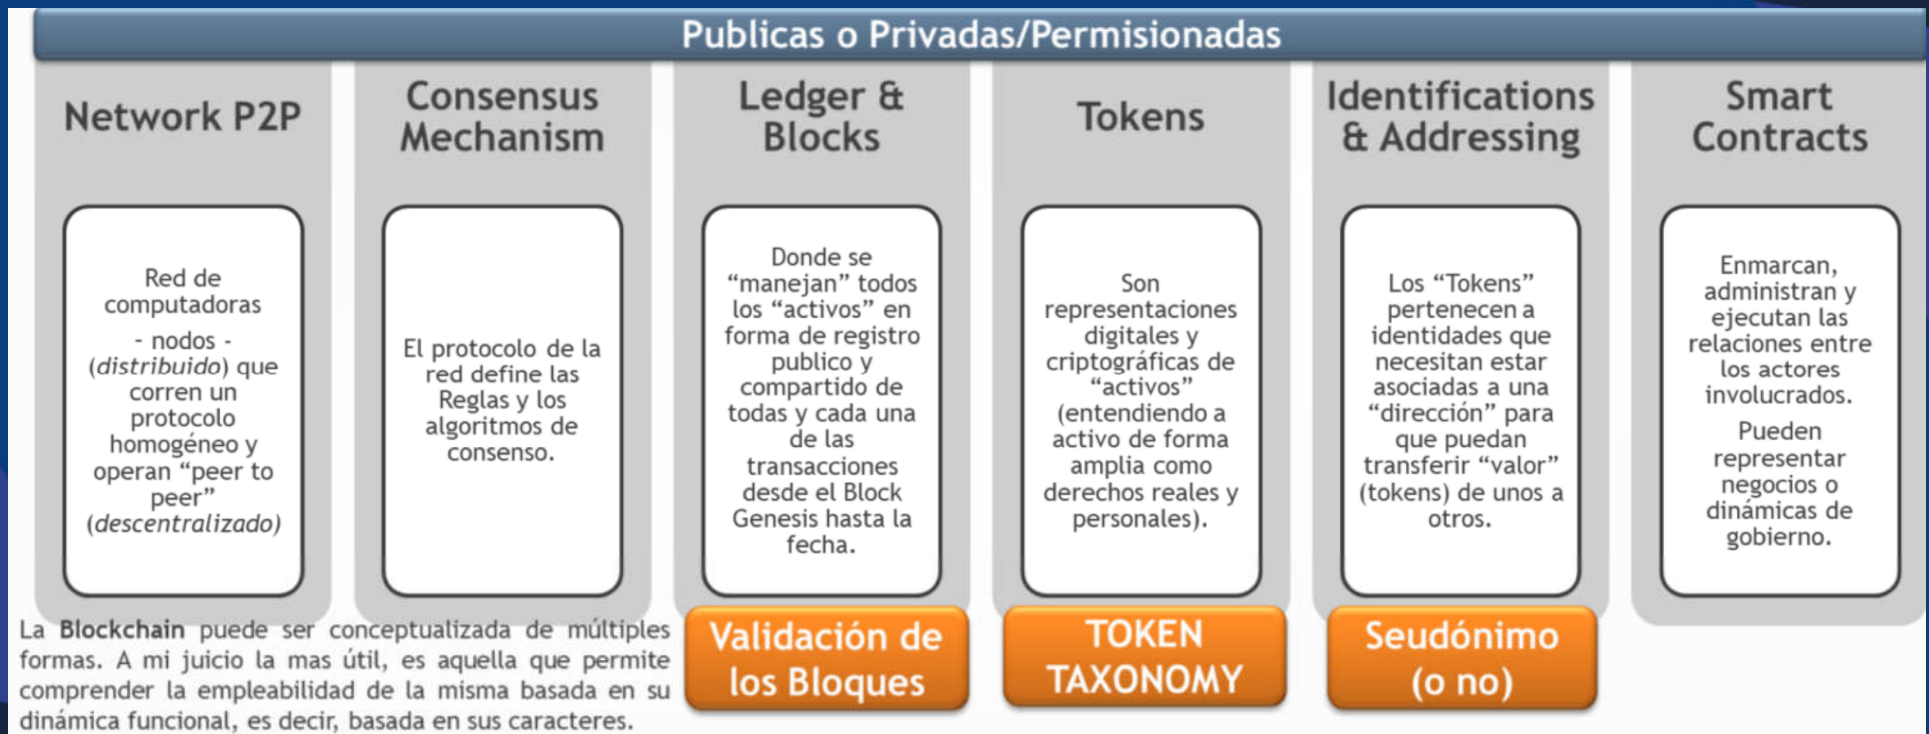 Publicas o Privadas/Permisionadas
Network P2P
Red de
computadoras
- nodos -
(distribuido) que
corren un
protocolo
homogéneo y
operan “peer to
peer”
(descentralizado)
Consensus
Mechanism
El protocolo de la
red define las
Reglas y los
algoritmos de
consenso.
Ledger &
Blocks
Donde se
“manejan” todos
los “activos” en
forma de registro
publico y
compartido de
todas y cada una
de las
transacciones
desde el Block
Genesis hasta la
fecha.
Validación de
los Bloques
Tokens
Son
representaciones
digitales y
criptográficas de
“activos”
(entendiendo a
activo de forma
amplia como
derechos reales y
personales).
TOKEN
TAXONOMY
Identifications
& Addressing
Los “Tokens”
pertenecen a
identidades que
necesitan estar
asociadas a una
“dirección” para
que puedan
transferir “valor”
(tokens) de unos a
otros.
Seudónimo
(o no)
Smart
Contracts
Enmarcan,
administran y
ejecutan las
relaciones entre
los actores
involucrados.
Pueden
representar
negocios o
dinámicas de
gobierno.
La Blockchain puede ser conceptualizada de múltiples
formas. A mi juicio la mas útil, es aquella que permite
comprender la empleabilidad de la misma basada en su
dinámica funcional, es decir, basada en sus caracteres.